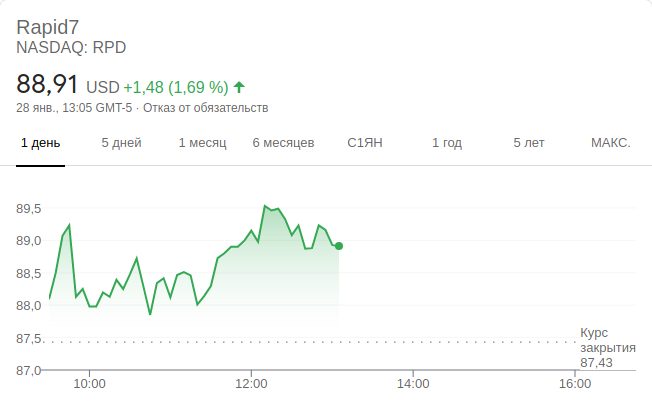 Rapid7
NASDAQ: RPD
88,91 USD +1,48 (1,69 %)
28 янв., 13:05 GMT-5 · Отказ от обязательств
1 день 5 дней 1 месяц 6 месяцев С1ЯН 1 год 5 лет МАКС.
89,5
89,0
88,5
88,0
87,5
87,0
Курс
закрытия
87,43
10:00 12:00 14:00 16:00